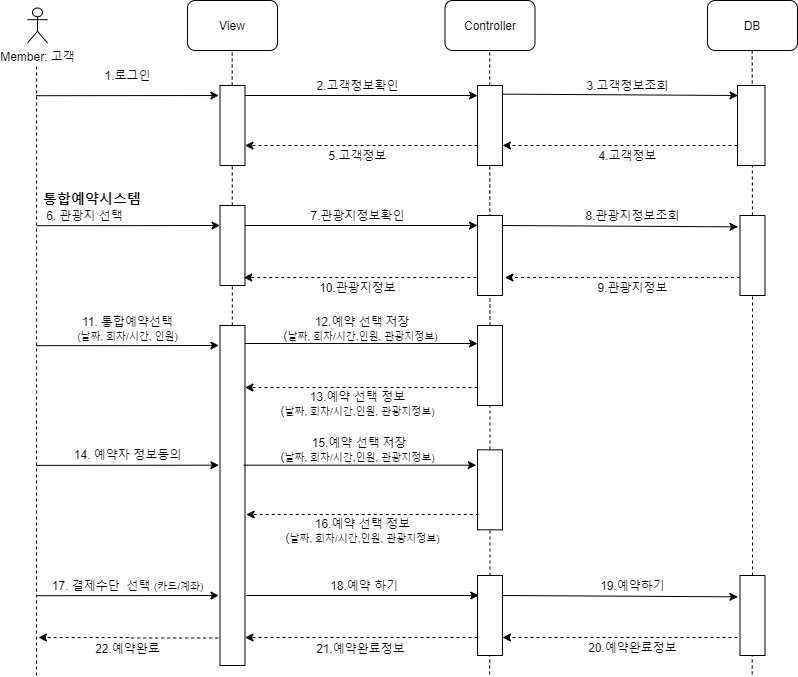 View
Controller
DB
Member: 고객
1.로그인
2.고객정보확인
3.고객정보조회
5.고객정보
4.고객정보
통합예약시스템
6. 관광지 선택
7.관광지정보확인
8.관광지정보조회
10.관광지정보
9.관광지정보
11. 통합예약선택
(날짜, 회차/시간, 인원)
12.예약 선택 저장
(날짜, 회차/시간,인원, 관광지정보)
13.예약 선택 정보
(날짜, 회차/시간,인원, 관광지정보)
14. 예약자 정보동의
15.예약 선택 저장
(날짜, 회차/시간,인원, 관광지정보)
16.예약 선택 정보
(날짜, 회차/시간,인원, 관광지정보)
17. 결제수단 선택 (카드/계좌)
18.예약 하기
19.예약하기
22.예약완료
21.예약완료정보
20.예약완료정보